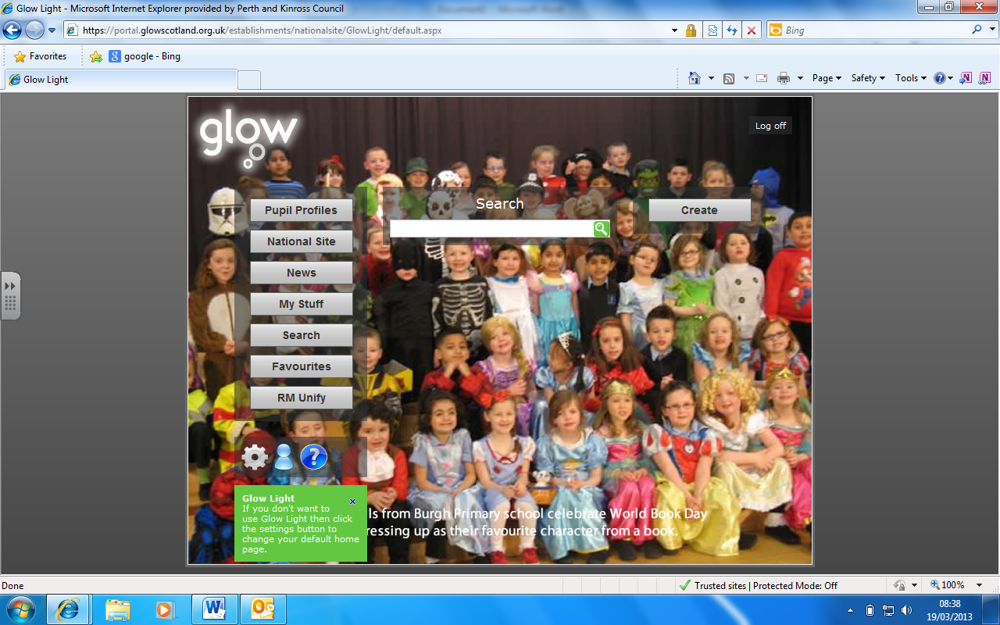 Glow Light - Microsoft Internet Explorer provided by Perth and Kinross Council
https://portal.glowscotland.org.uk/establishments/nationalsite/GlowLight/default.aspx
Bing
Favorites
google - Bing
Glow Light
Page
Safety
Tools
glow
Log off
Pupil Profiles
National Site
News
My Stuff
Search
Favourites
RM Unify
Search
Create
Glow Light
If you don't want to
use Glow Light then click
the settings button to
change your default home
page.
ls from Burgh Primary school celebrate World Book Day
ressing up as their favourite character from a book.
Done
Trusted sites | Protected Mode: Off
100%
08:38
19/03/2013